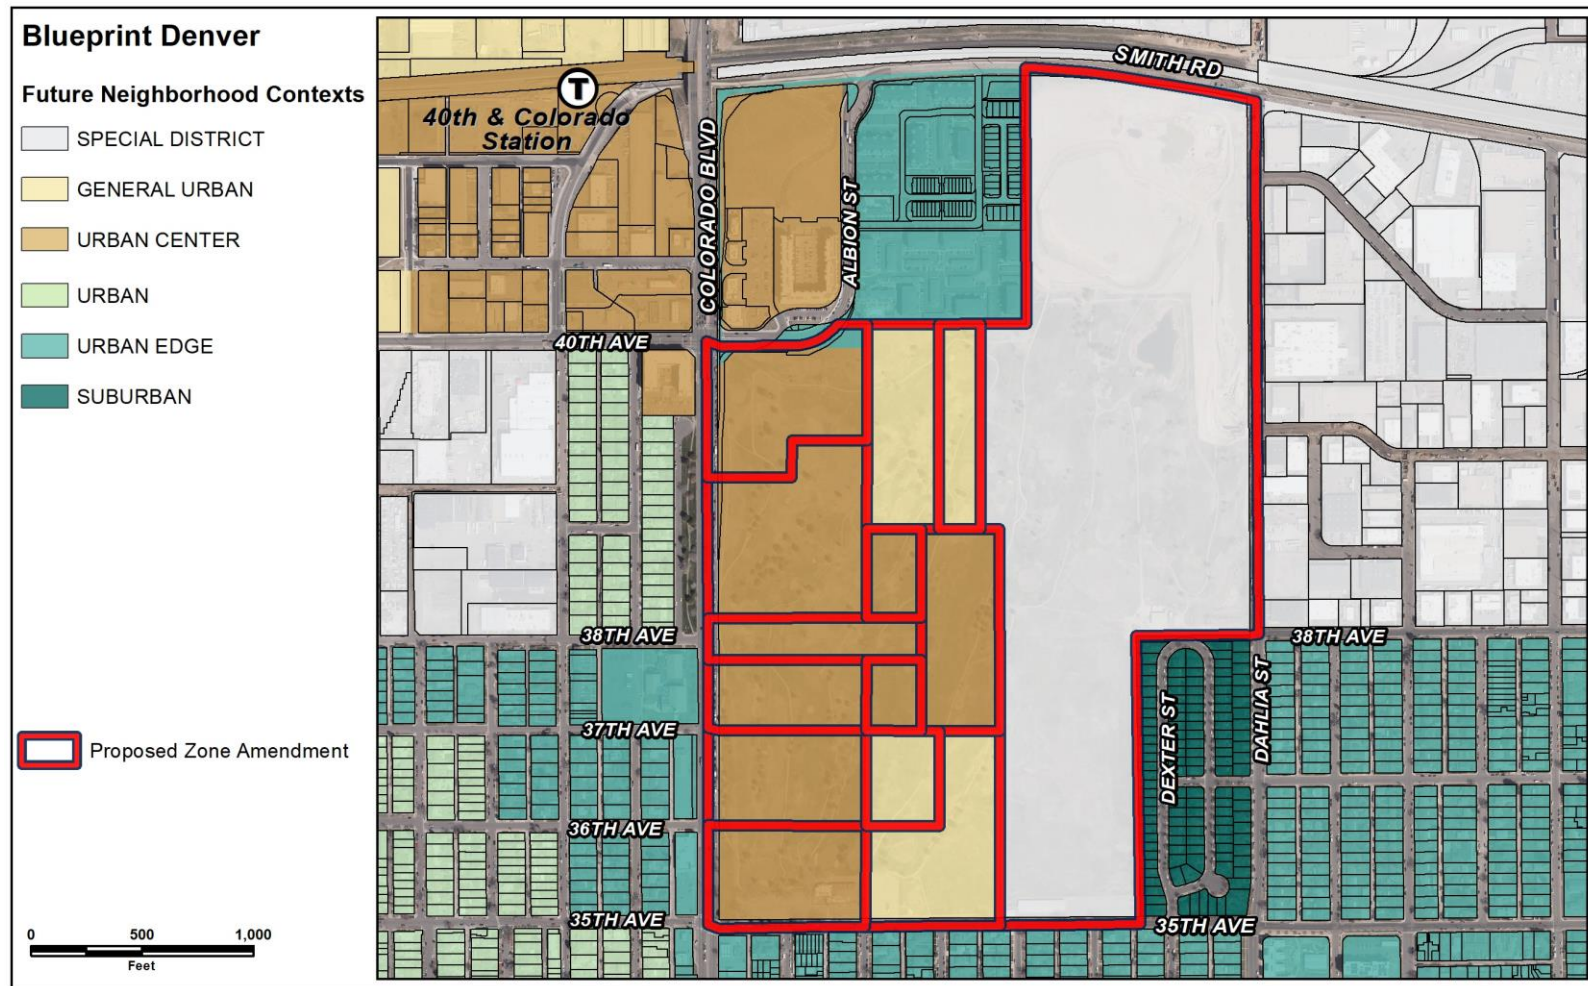 Blueprint Denver
Future Neighborhood Contexts
SPECIAL DISTRICT
GENERAL URBAN
URBAN CENTER
URBAN
URBAN EDGE
SUBURBAN
Proposed Zone Amendment
0 500 1,000
Feet
SMITH RD
T
40th & Colorado
Station
COLORADO BLVD
ALBION ST
40TH AVE
38TH AVE
38TH AVE
37TH AVE
DEXTER ST
DAHLIA ST
36TH AVE
35TH AVE
35TH AVE